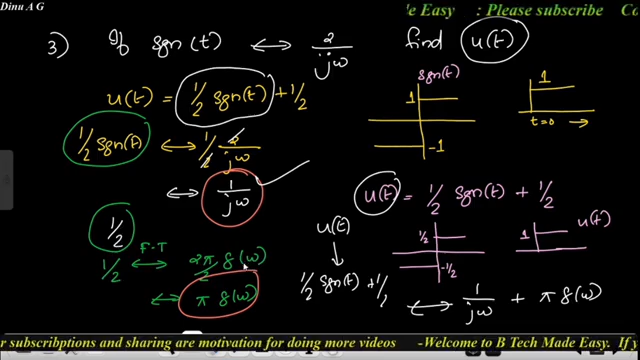 Dinu A G
le Easy : Please subscribe Co
3) If sgn(t) ↔ 2/jω find u(t)
u(t) = 1/2 sgn(t) + 1/2
1/2 sgn(t) ↔ 1/2 2/jω
↔ 1/jω
1/2
1/2 F.T ↔ 2π/2 δ(ω)
↔ π δ(ω)
sgn(t)
1
-1
1
t=0 →
u(t) = 1/2 sgn(t) + 1/2
u(t)
↓
1/2
-1/2
1
u(t)
1/2 sgn(t) + 1/2 ↔ 1/jω + π δ(ω)
r subscribptions and sharing are motivation for doing more videos -Welcome to B Tech Made Easy. If y